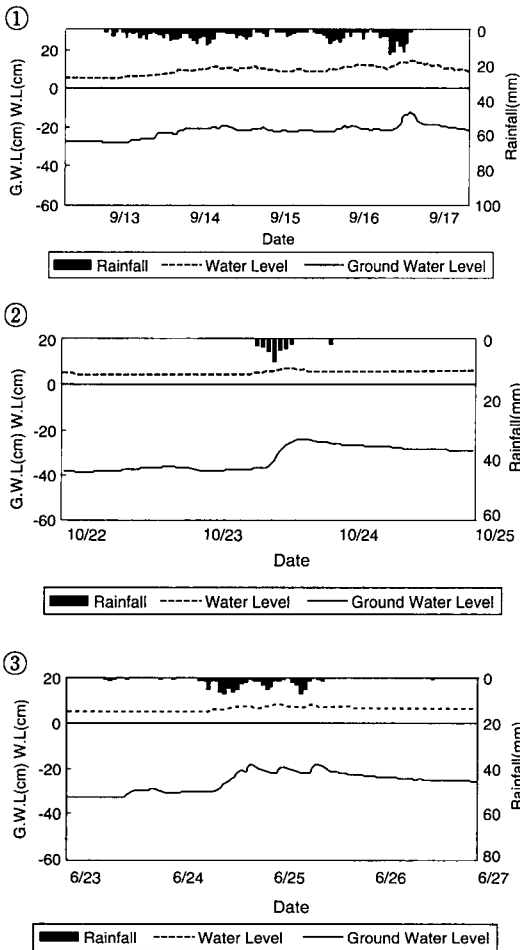 ①
20
0
-20
-40
-60
G.W.L(cm) W.L(cm)
0
20
40
60
80
100
Rainfall(mm)
9/13 9/14 9/15 9/16 9/17
Date
Rainfall Water Level Ground Water Level
②
20
0
-20
-40
-60
G.W.L(cm) W.L(cm)
0
20
40
60
Rainfall(mm)
10/22 10/23 10/24 10/25
Date
Rainfall Water Level Ground Water Level
③
20
0
-20
-40
-60
G.W.L(cm) W.L(cm)
0
20
40
60
80
Rainfall(mm)
6/23 6/24 6/25 6/26 6/27
Date
Rainfall Water Level Ground Water Level